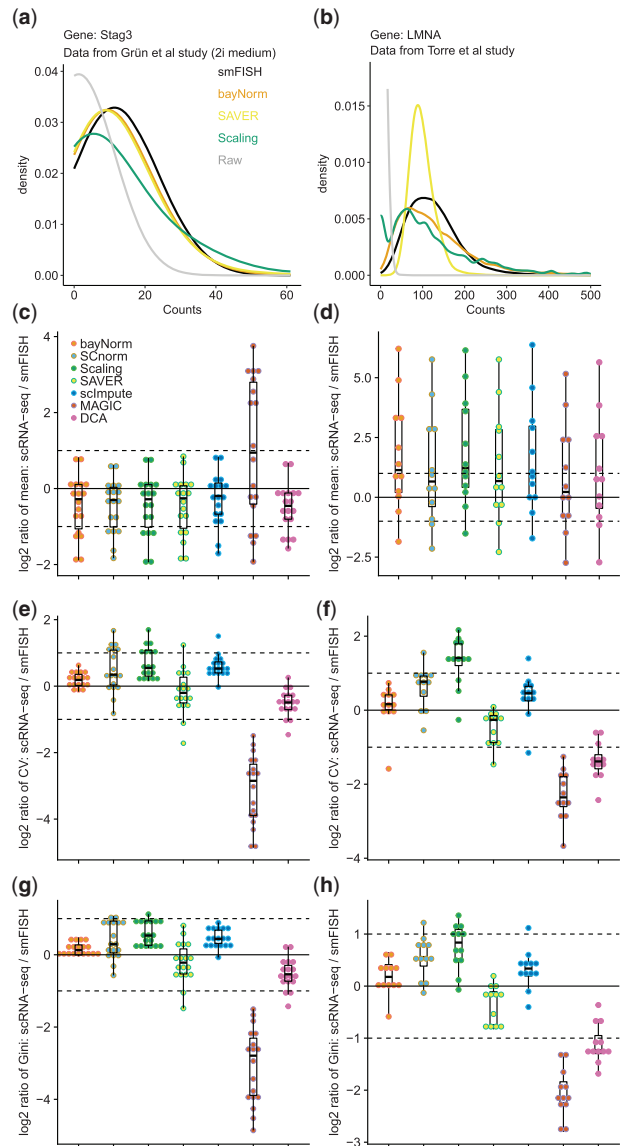 (a)
Gene: Stag3
Data from Grün et al study (2i medium)
smFISH
bayNorm
SAVER
Scaling
Raw
density
0.04
0.03
0.02
0.01
0.00
0
20
40
60
Counts
(b)
Gene: LMNA
Data from Torre et al study
density
0.015
0.010
0.005
0.000
0
100
200
300
400
500
Counts
(c)
log2 ratio of mean: scRNA−seq / smFISH
4
2
0
−2
bayNorm
SCnorm
Scaling
SAVER
scImpute
MAGIC
DCA
(d)
log2 ratio of mean: scRNA−seq / smFISH
5.0
2.5
0.0
−2.5
(e)
log2 ratio of CV: scRNA−seq / smFISH
2
0
−2
−4
(f)
log2 ratio of CV: scRNA−seq / smFISH
2
0
−2
−4
(g)
log2 ratio of Gini: scRNA−seq / smFISH
0
−2
−4
(h)
log2 ratio of Gini: scRNA−seq / smFISH
1
0
−1
−2
−3